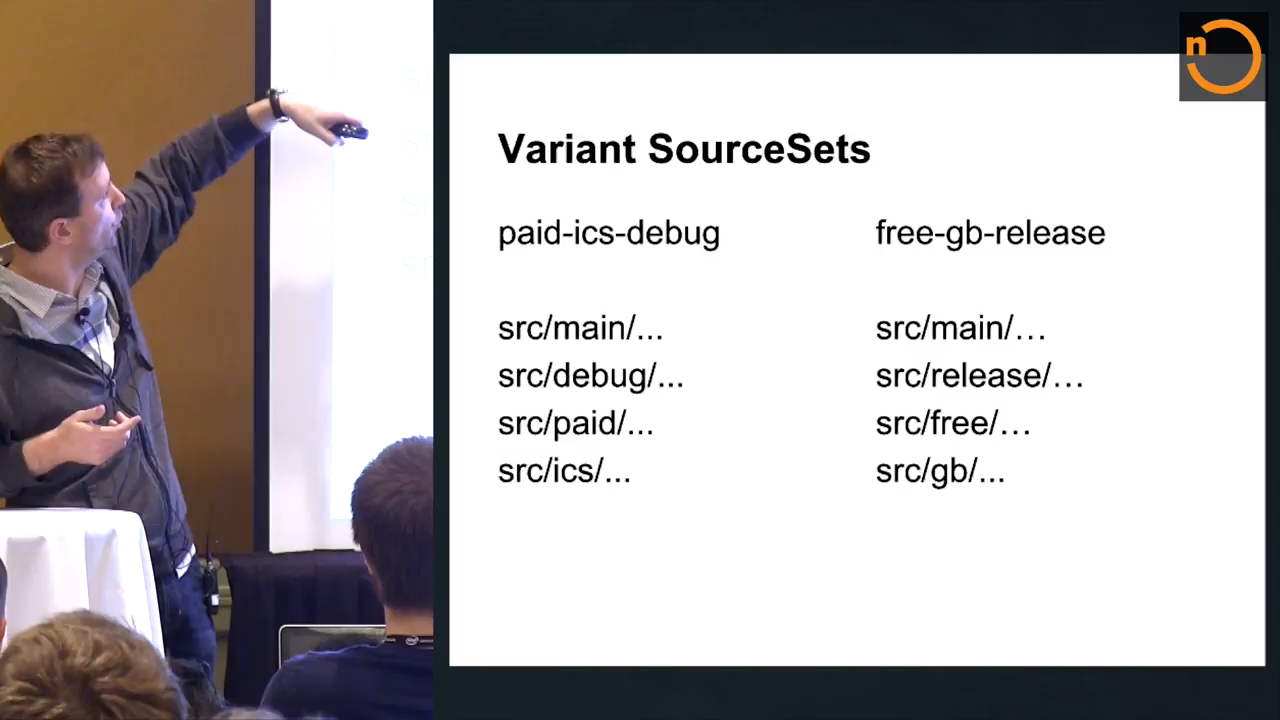 n
Variant SourceSets
paid-ics-debug
free-gb-release
src/main/...
src/main/…
src/debug/...
src/release/…
src/paid/...
src/free/…
src/ics/...
src/gb/...